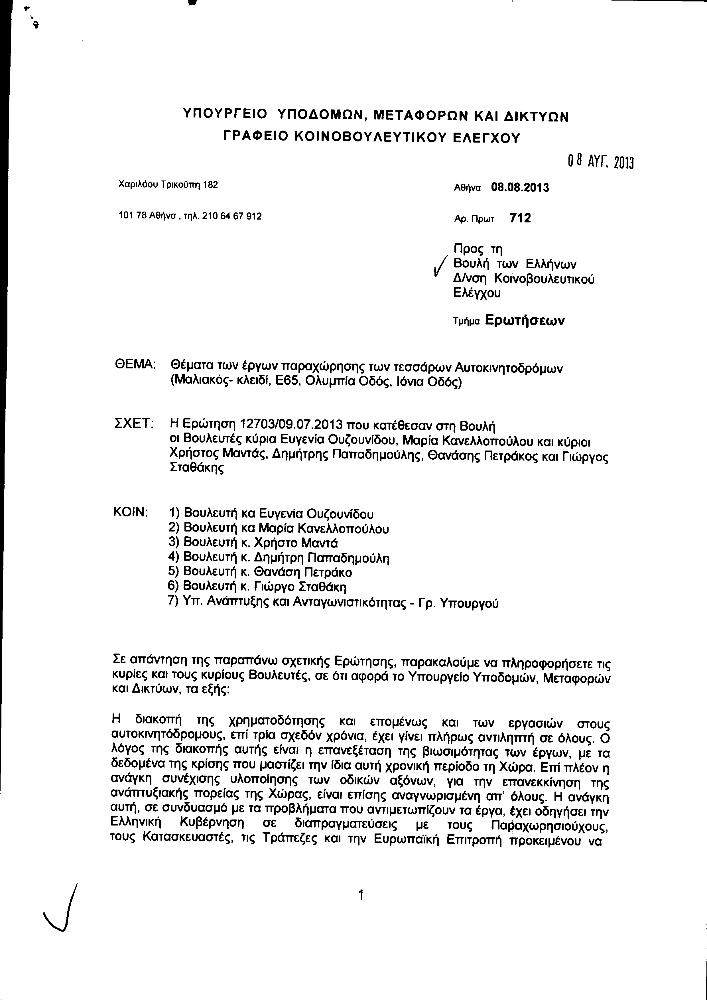 ΥΠΟΥΡΓΕΙΟ ΥΠΟΔΟΜΩΝ, ΜΕΤΑΦΟΡΩΝ ΚΑΙ ΔΙΚΤΥΩΝ
ΓΡΑΦΕΙΟ ΚΟΙΝΟΒΟΥΛΕΥΤΙΚΟΥ ΕΛΕΓΧΟΥ
08 ΑΥΓ. 2013
Χαριλάου Τρικούπη 182
Αθήνα 08.08.2013
101 78 Αθήνα , τηλ. 210 64 67 912
Αρ. Πρωτ 712
Προς τη
Βουλή των Ελλήνων
Δ/νση Κοινοβουλευτικού
Ελέγχου
Τμήμα Ερωτήσεων
ΘΕΜΑ: Θέματα των έργων παραχώρησης των τεσσάρων Αυτοκινητοδρόμων
(Μαλιακός- κλειδί, Ε65, Ολυμπία Οδός, Ιόνια Οδός)
ΣΧΕΤ: Η Ερώτηση 12703/09.07.2013 που κατέθεσαν στη Βουλή
οι Βουλευτές κύρια Ευγενία Ουζουνίδου, Μαρία Κανελλοπούλου και κύριοι
Χρήστος Μαντάς, Δημήτρης Παπαδημούλης, Θανάσης Πετράκος και Γιώργος
Σταθάκης
ΚΟΙΝ: 1) Βουλευτή κα Ευγενία Ουζουνίδου
2) Βουλευτή κα Μαρία Κανελλοπούλου
3) Βουλευτή κ. Χρήστο Μαντά
4) Βουλευτή κ. Δημήτρη Παπαδημούλη
5) Βουλευτή κ. Θανάση Πετράκο
6) Βουλευτή κ. Γιώργο Σταθάκη
7) Υπ. Ανάπτυξης και Ανταγωνιστικότητας - Γρ. Υπουργού
Σε απάντηση της παραπάνω σχετικής Ερώτησης, παρακαλούμε να πληροφορήσετε τις
κυρίες και τους κυρίους Βουλευτές, σε ότι αφορά το Υπουργείο Υποδομών, Μεταφορών
και Δικτύων, τα εξής:
Η διακοπή της χρηματοδότησης και επομένως και των εργασιών στους
αυτοκινητόδρομους, επί τρία σχεδόν χρόνια, έχει γίνει πλήρως αντιληπτή σε όλους. Ο
λόγος της διακοπής αυτής είναι η επανεξέταση της βιωσιμότητας των έργων, με τα
δεδομένα της κρίσης που μαστίζει την ίδια αυτή χρονική περίοδο τη Χώρα. Επί πλέον η
ανάγκη συνέχισης υλοποίησης των οδικών αξόνων, για την επανεκκίνηση της
ανάπτυξιακής πορείας της Χώρας, είναι επίσης αναγνωρισμένη απ' όλους. Η ανάγκη
αυτή, σε συνδυασμό με τα προβλήματα που αντιμετωπίζουν τα έργα, έχει οδηγήσει την
Ελληνική Κυβέρνηση σε διαπραγματεύσεις με τους Παραχωρησιούχους,
τους Κατασκευαστές, τις Τράπεζες και την Ευρωπαϊκή Επιτροπή προκειμένου να
1